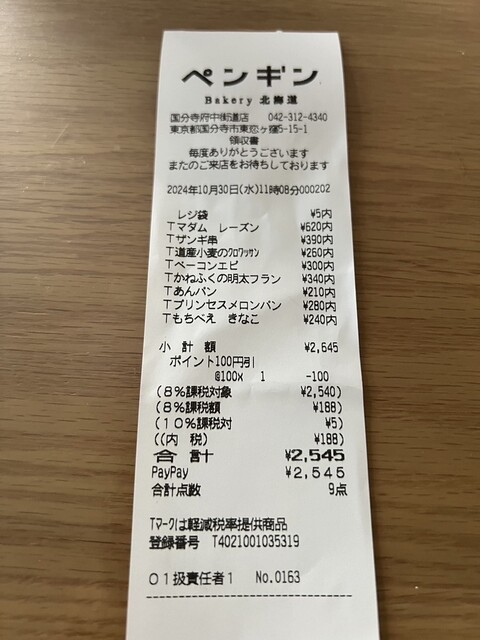 ペンギン
Bakery 北海道
国分寺府中街道店 042-312-4340
東京都国分寺市東恋ヶ窪5-15-1
領収書
毎度ありがとうございます
またのご来店をお待ちしております
2024年10月30日(水)11時08分000202
レジ袋 ¥5内
Tマダム レーズン ¥620内
Tザンギ串 ¥390内
T道産小麦のクロワッサン ¥260内
Tベーコンエピ ¥300内
Tかねふくの明太フラン ¥340内
Tあんパン ¥210内
Tプリンセスメロンパン ¥280内
Tもちべえ きなこ ¥240内
小 計 額 ¥2,645
ポイント100円引
@100x 1 -100
(8%課税対象 ¥2,540)
(8%課税額 ¥188)
(10%課税対 ¥5)
((内 税) ¥188)
合 計 ¥2,545
PayPay ¥2,545
合計点数 9点
Tマークは軽減税率提供商品
登録番号 T4021001035319
01扱責任者1 No.0163